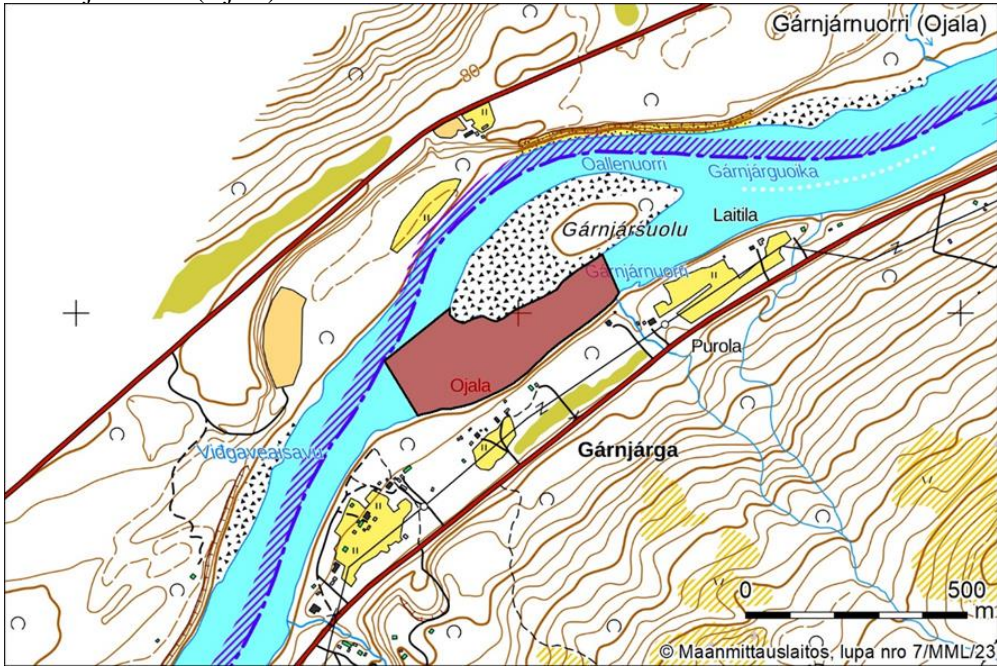 Gárnjárnuorri (Ojala)
80
Oallenuorri
Gárnjárguoika
Laitila
Gárnjársuolu
Gárnjárnuorri
Purola
Ojala
Gárnjárga
Vidgaveaisavu
0 500
m
© Maanmittauslaitos, lupa nro 7/MML/23